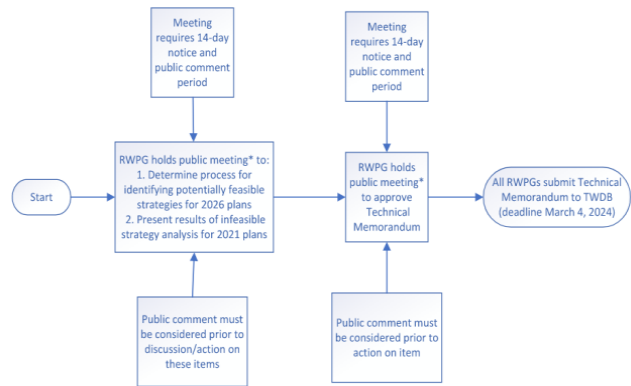 Meeting
requires 14-day
notice and
public comment
period
Meeting
requires 14-day
notice and
public comment
period
Start
RWPG holds public meeting* to:
1. Determine process for
identifying potentially feasible
strategies for 2026 plans
2. Present results of infeasible
strategy analysis for 2021 plans
RWPG holds
public meeting*
to approve
Technical
Memorandum
All RWPGs submit Technical
Memorandum to TWDB
(deadline March 4, 2024)
Public comment must
be considered prior to
discussion/action on
these items
Public comment must
be considered prior to
action on item